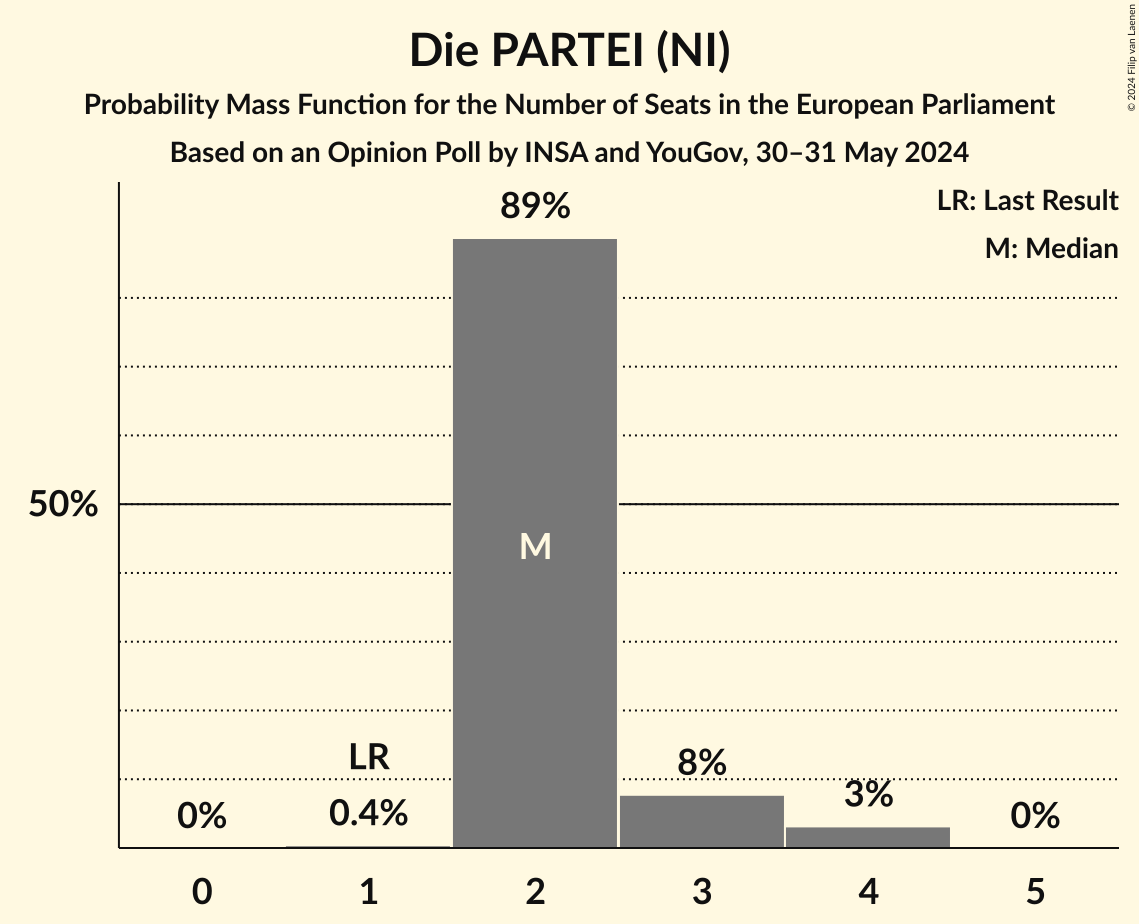 Die PARTEI (NI)
Probability Mass Function for the Number of Seats in the European Parliament
Based on an Opinion Poll by INSA and YouGov, 30–31 May 2024
© 2024 Filip van Laenen
LR: Last Result
M: Median
89%
50%
M
LR
0%
0.4%
8%
3%
0%
0 1 2 3 4 5